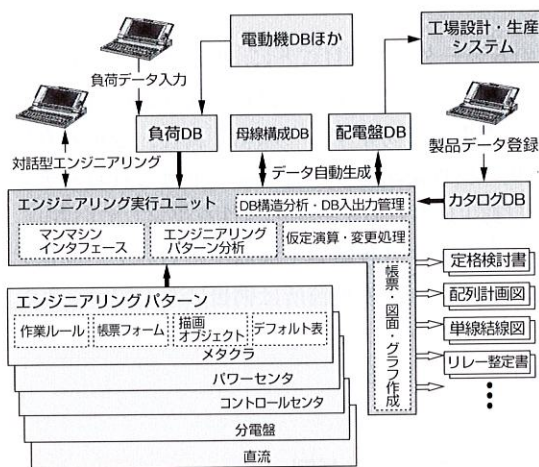 電動機DBほか
工場設計・生産
システム
負荷データ入力
負荷DB
母線構成DB
配電盤DB
製品データ登録
対話型エンジニアリング
データ自動生成
エンジニアリング実行ユニット
DB構造分析・DB入出力管理
カタログDB
マンマシン
インタフェース
エンジニアリング
パターン分析
仮定演算・変更処理
帳票・図面・グラフ作成
定格検討書
配列計画図
単線結線図
リレー整定書
エンジニアリングパターン
作業ルール
帳票フォーム
描画
オブジェクト
デフォルト表
メタクラ
パワーセンタ
コントロールセンタ
分電盤
直流